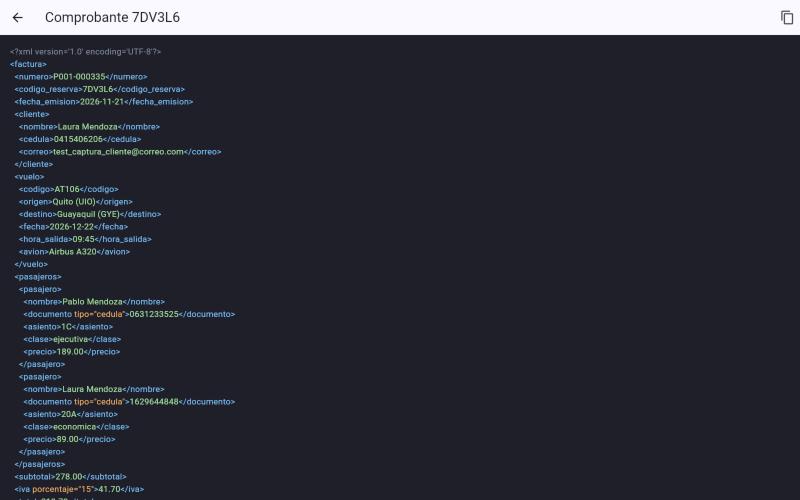 Comprobante 7DV3L6
<?xml version='1.0' encoding='UTF-8'?>
<factura>
<numero>P001-000335</numero>
<codigo_reserva>7DV3L6</codigo_reserva>
<fecha_emision>2026-11-21</fecha_emision>
<cliente>
<nombre>Laura Mendoza</nombre>
<cedula>0415406206</cedula>
<correo>test_captura_cliente@correo.com</correo>
</cliente>
<vuelo>
<codigo>AT106</codigo>
<origen>Quito (UIO)</origen>
<destino>Guayaquil (GYE)</destino>
<fecha>2026-12-22</fecha>
<hora_salida>09:45</hora_salida>
<avion>Airbus A320</avion>
</vuelo>
<pasajeros>
<pasajero>
<nombre>Pablo Mendoza</nombre>
<documento tipo="cedula">0631233525</documento>
<asiento>1C</asiento>
<clase>ejecutiva</clase>
<precio>189.00</precio>
</pasajero>
<pasajero>
<nombre>Laura Mendoza</nombre>
<documento tipo="cedula">1629644848</documento>
<asiento>20A</asiento>
<clase>economica</clase>
<precio>89.00</precio>
</pasajero>
</pasajeros>
<subtotal>278.00</subtotal>
<iva porcentaje="15">41.70</iva>